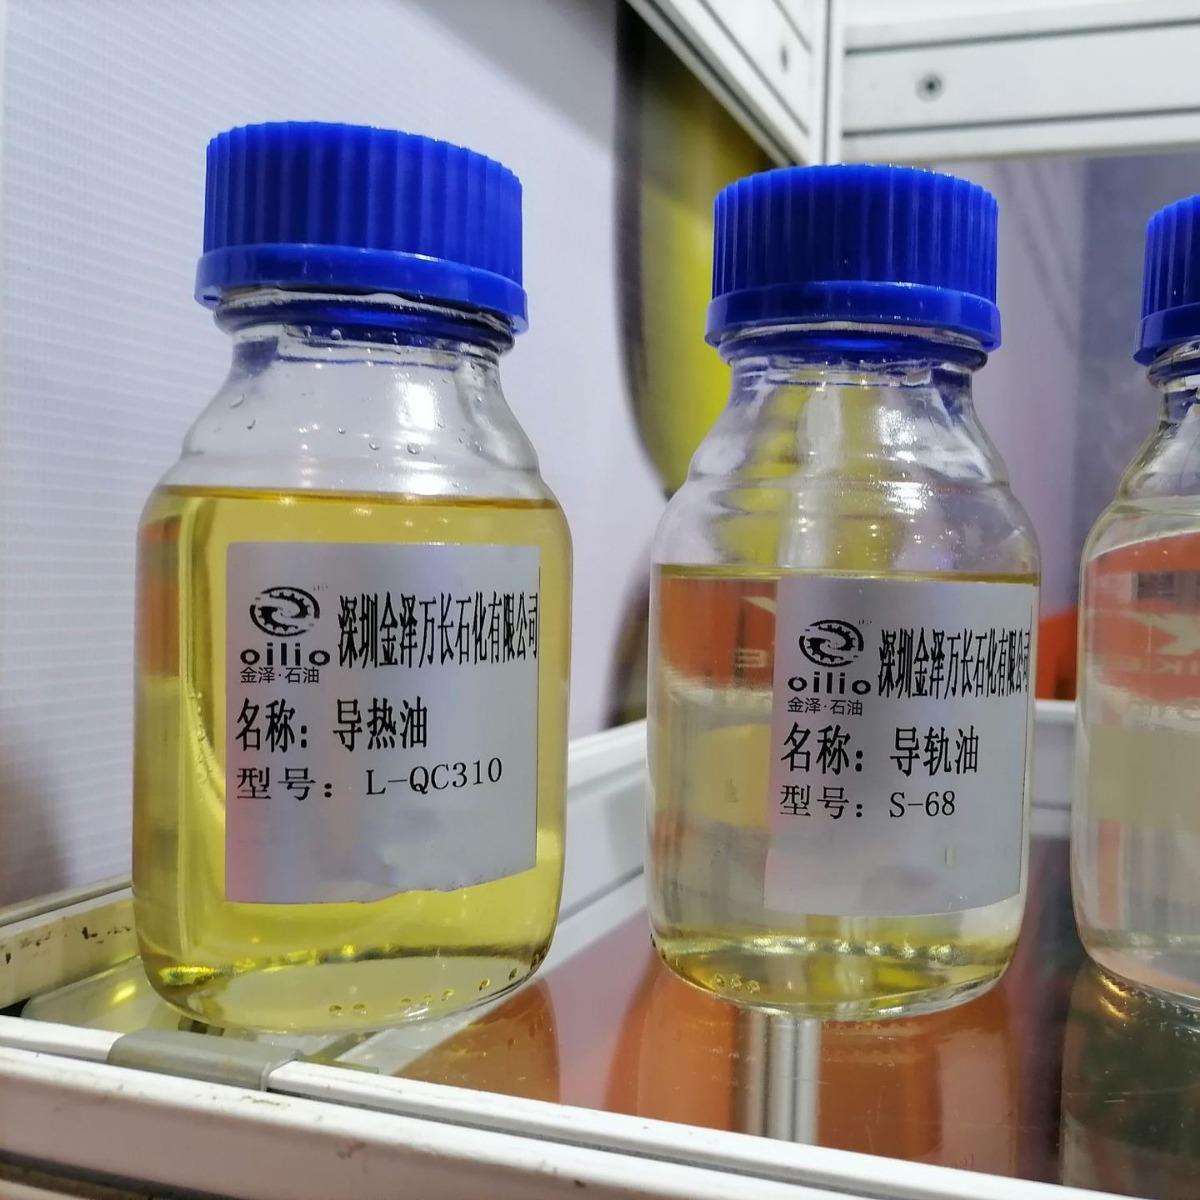 oilio
金泽·石油
深圳金泽万长石化有限公司
名称：导热油
型号：L-QC310
oilio
金泽·石油
深圳金泽万长石化有限公司
名称：导轨油
型号：S-68